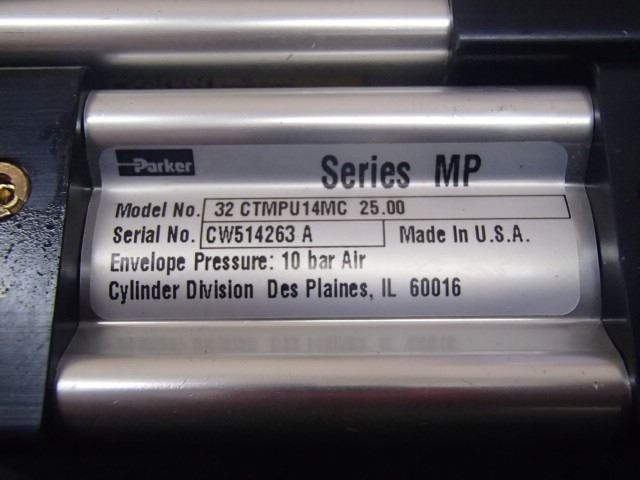 Parker
Series MP
Model No. 32 CTMPU14MC 25.00
Serial No. CW514263 A Made In U.S.A.
Envelope Pressure: 10 bar Air
Cylinder Division Des Plaines, IL 60016